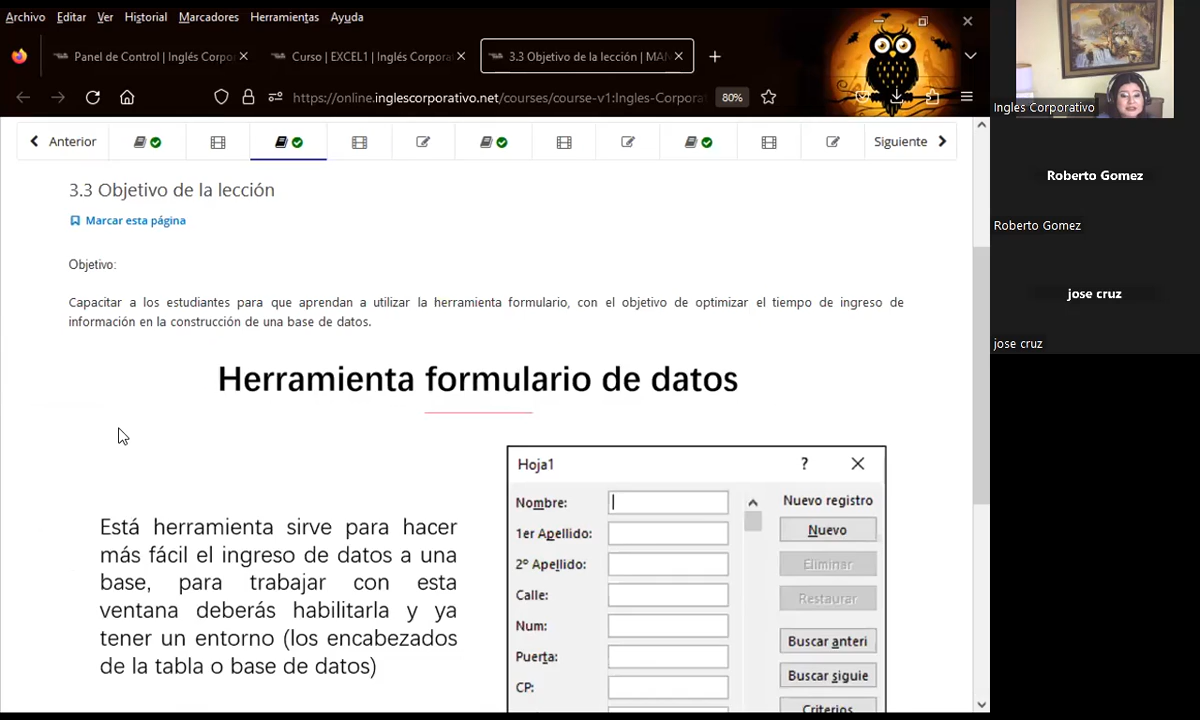 Archivo Editar Ver Historial Marcadores Herramientas Ayuda
Panel de Control | Inglés Corpor
Curso | EXCEL1 | Inglés Corpora
3.3 Objetivo de la lección | MAN
https://online.inglescorporativo.net/courses/course-v1:Ingles-Corpora
80%
Anterior
Siguiente
3.3 Objetivo de la lección
Marcar esta página
Objetivo:
Capacitar a los estudiantes para que aprendan a utilizar la herramienta formulario, con el objetivo de optimizar el tiempo de ingreso de
información en la construcción de una base de datos.
Herramienta formulario de datos
Está herramienta sirve para hacer
más fácil el ingreso de datos a una
base, para trabajar con esta
ventana deberás habilitarla y ya
tener un entorno (los encabezados
de la tabla o base de datos)
Hoja1
?
Nombre:
1er Apellido:
2º Apellido:
Calle:
Num:
Puerta:
CP:
Nuevo registro
Nuevo
Eliminar
Restaurar
Buscar anteri
Buscar siguie
Criterios
Ingles Corporativo
Roberto Gomez
Roberto Gomez
jose cruz
jose cruz